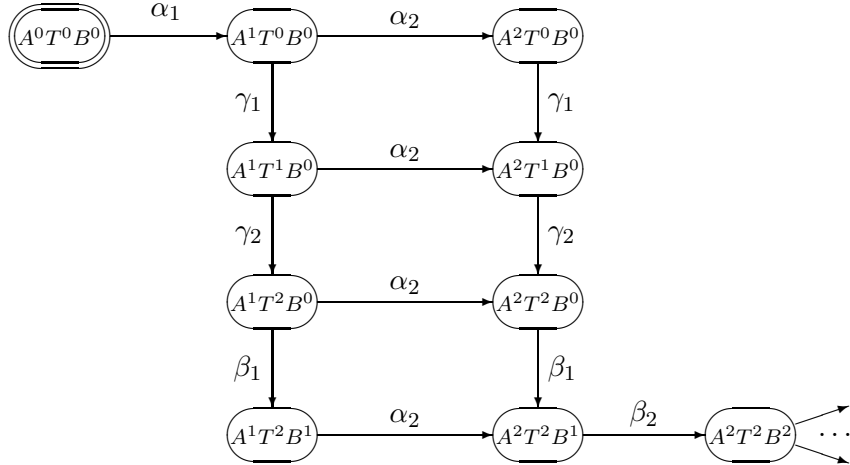 α₁ α₂
A⁰T⁰B⁰ A¹T⁰B⁰ A²T⁰B⁰
γ₁ γ₁
α₂
A¹T¹B⁰ A²T¹B⁰
γ₂ γ₂
α₂
A¹T²B⁰ A²T²B⁰
β₁ β₁
α₂ β₂
A¹T²B¹ A²T²B¹ A²T²B² ···